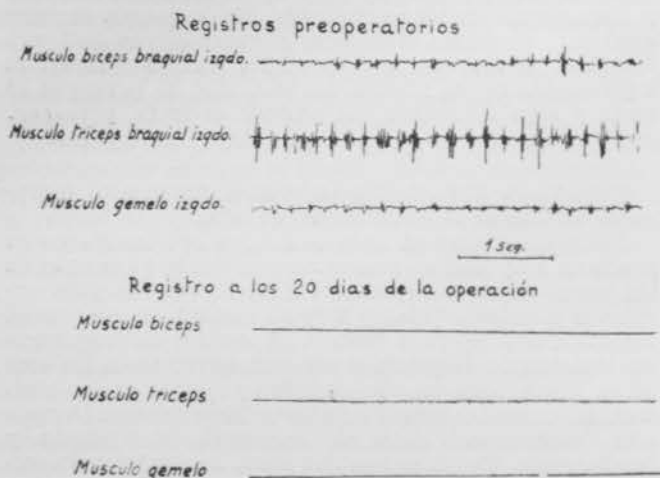 Registros preoperatorios
Musculo biceps braquial izqdo.
Musculo triceps braquial izqdo.
Musculo gemelo izqdo.
1 seg.
Registro a los 20 dias de la operación
Musculo biceps
Musculo triceps
Musculo gemelo